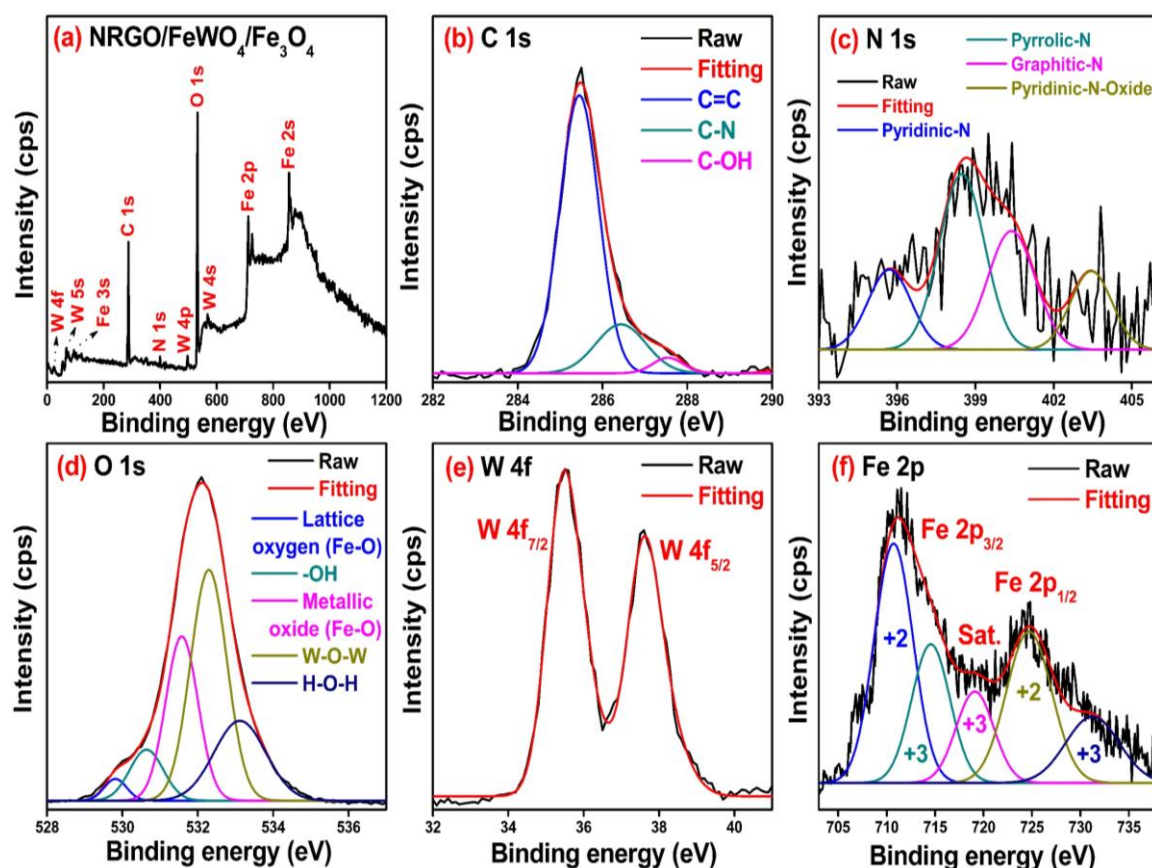 (a) NRGO/FeWO₄/Fe₃O₄
O 1s
Fe 2s
Fe 2p
C 1s
W 4f
W 5s
Fe 3s
N 1s
W 4p
W 4s
Intensity (cps)
0 200 400 600 800 1000 1200
Binding energy (eV)
(b) C 1s
Raw
Fitting
C=C
C-N
C-OH
Intensity (cps)
282 284 286 288 290
Binding energy (eV)
(c) N 1s
Pyrrolic-N
Graphitic-N
Pyridinic-N-Oxide
Raw
Fitting
Pyridinic-N
Intensity (cps)
393 396 399 402 405
Binding energy (eV)
(d) O 1s
Raw
Fitting
Lattice
oxygen (Fe-O)
-OH
Metallic
oxide (Fe-O)
W-O-W
H-O-H
Intensity (cps)
528 530 532 534 536
Binding energy (eV)
(e) W 4f
Raw
Fitting
W 4f7/2
W 4f5/2
Intensity (cps)
32 34 36 38 40
Binding energy (eV)
(f) Fe 2p
Raw
Fitting
Fe 2p3/2
Fe 2p1/2
Sat.
+2
+3
+3
+2
+3
Intensity (cps)
705 710 715 720 725 730 735
Binding energy (eV)